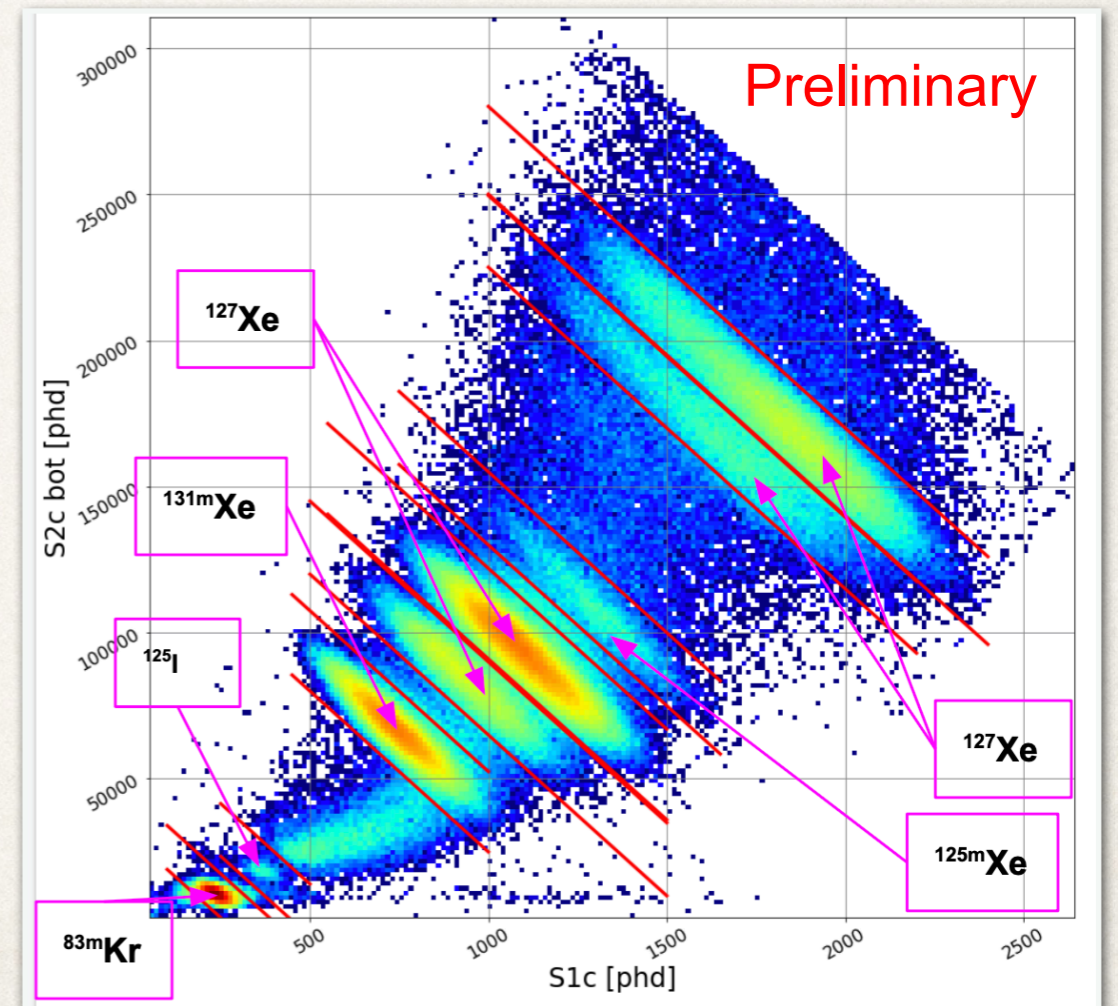 Preliminary
300000
250000
200000
150000
100000
50000
S2c bot [phd]
¹²⁷Xe
¹³¹ᵐXe
¹²⁵I
⁸³ᵐKr
¹²⁷Xe
¹²⁵ᵐXe
500
1000
1500
2000
2500
S1c [phd]